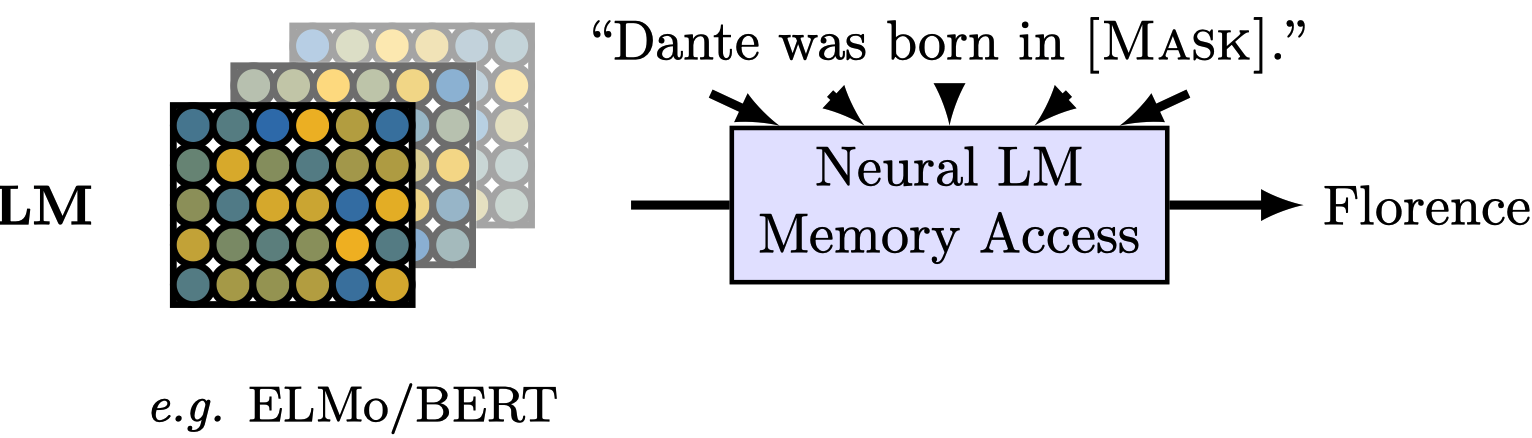 “Dante was born in [MASK].”
LM
Neural LM
Memory Access
Florence
e.g. ELMo/BERT